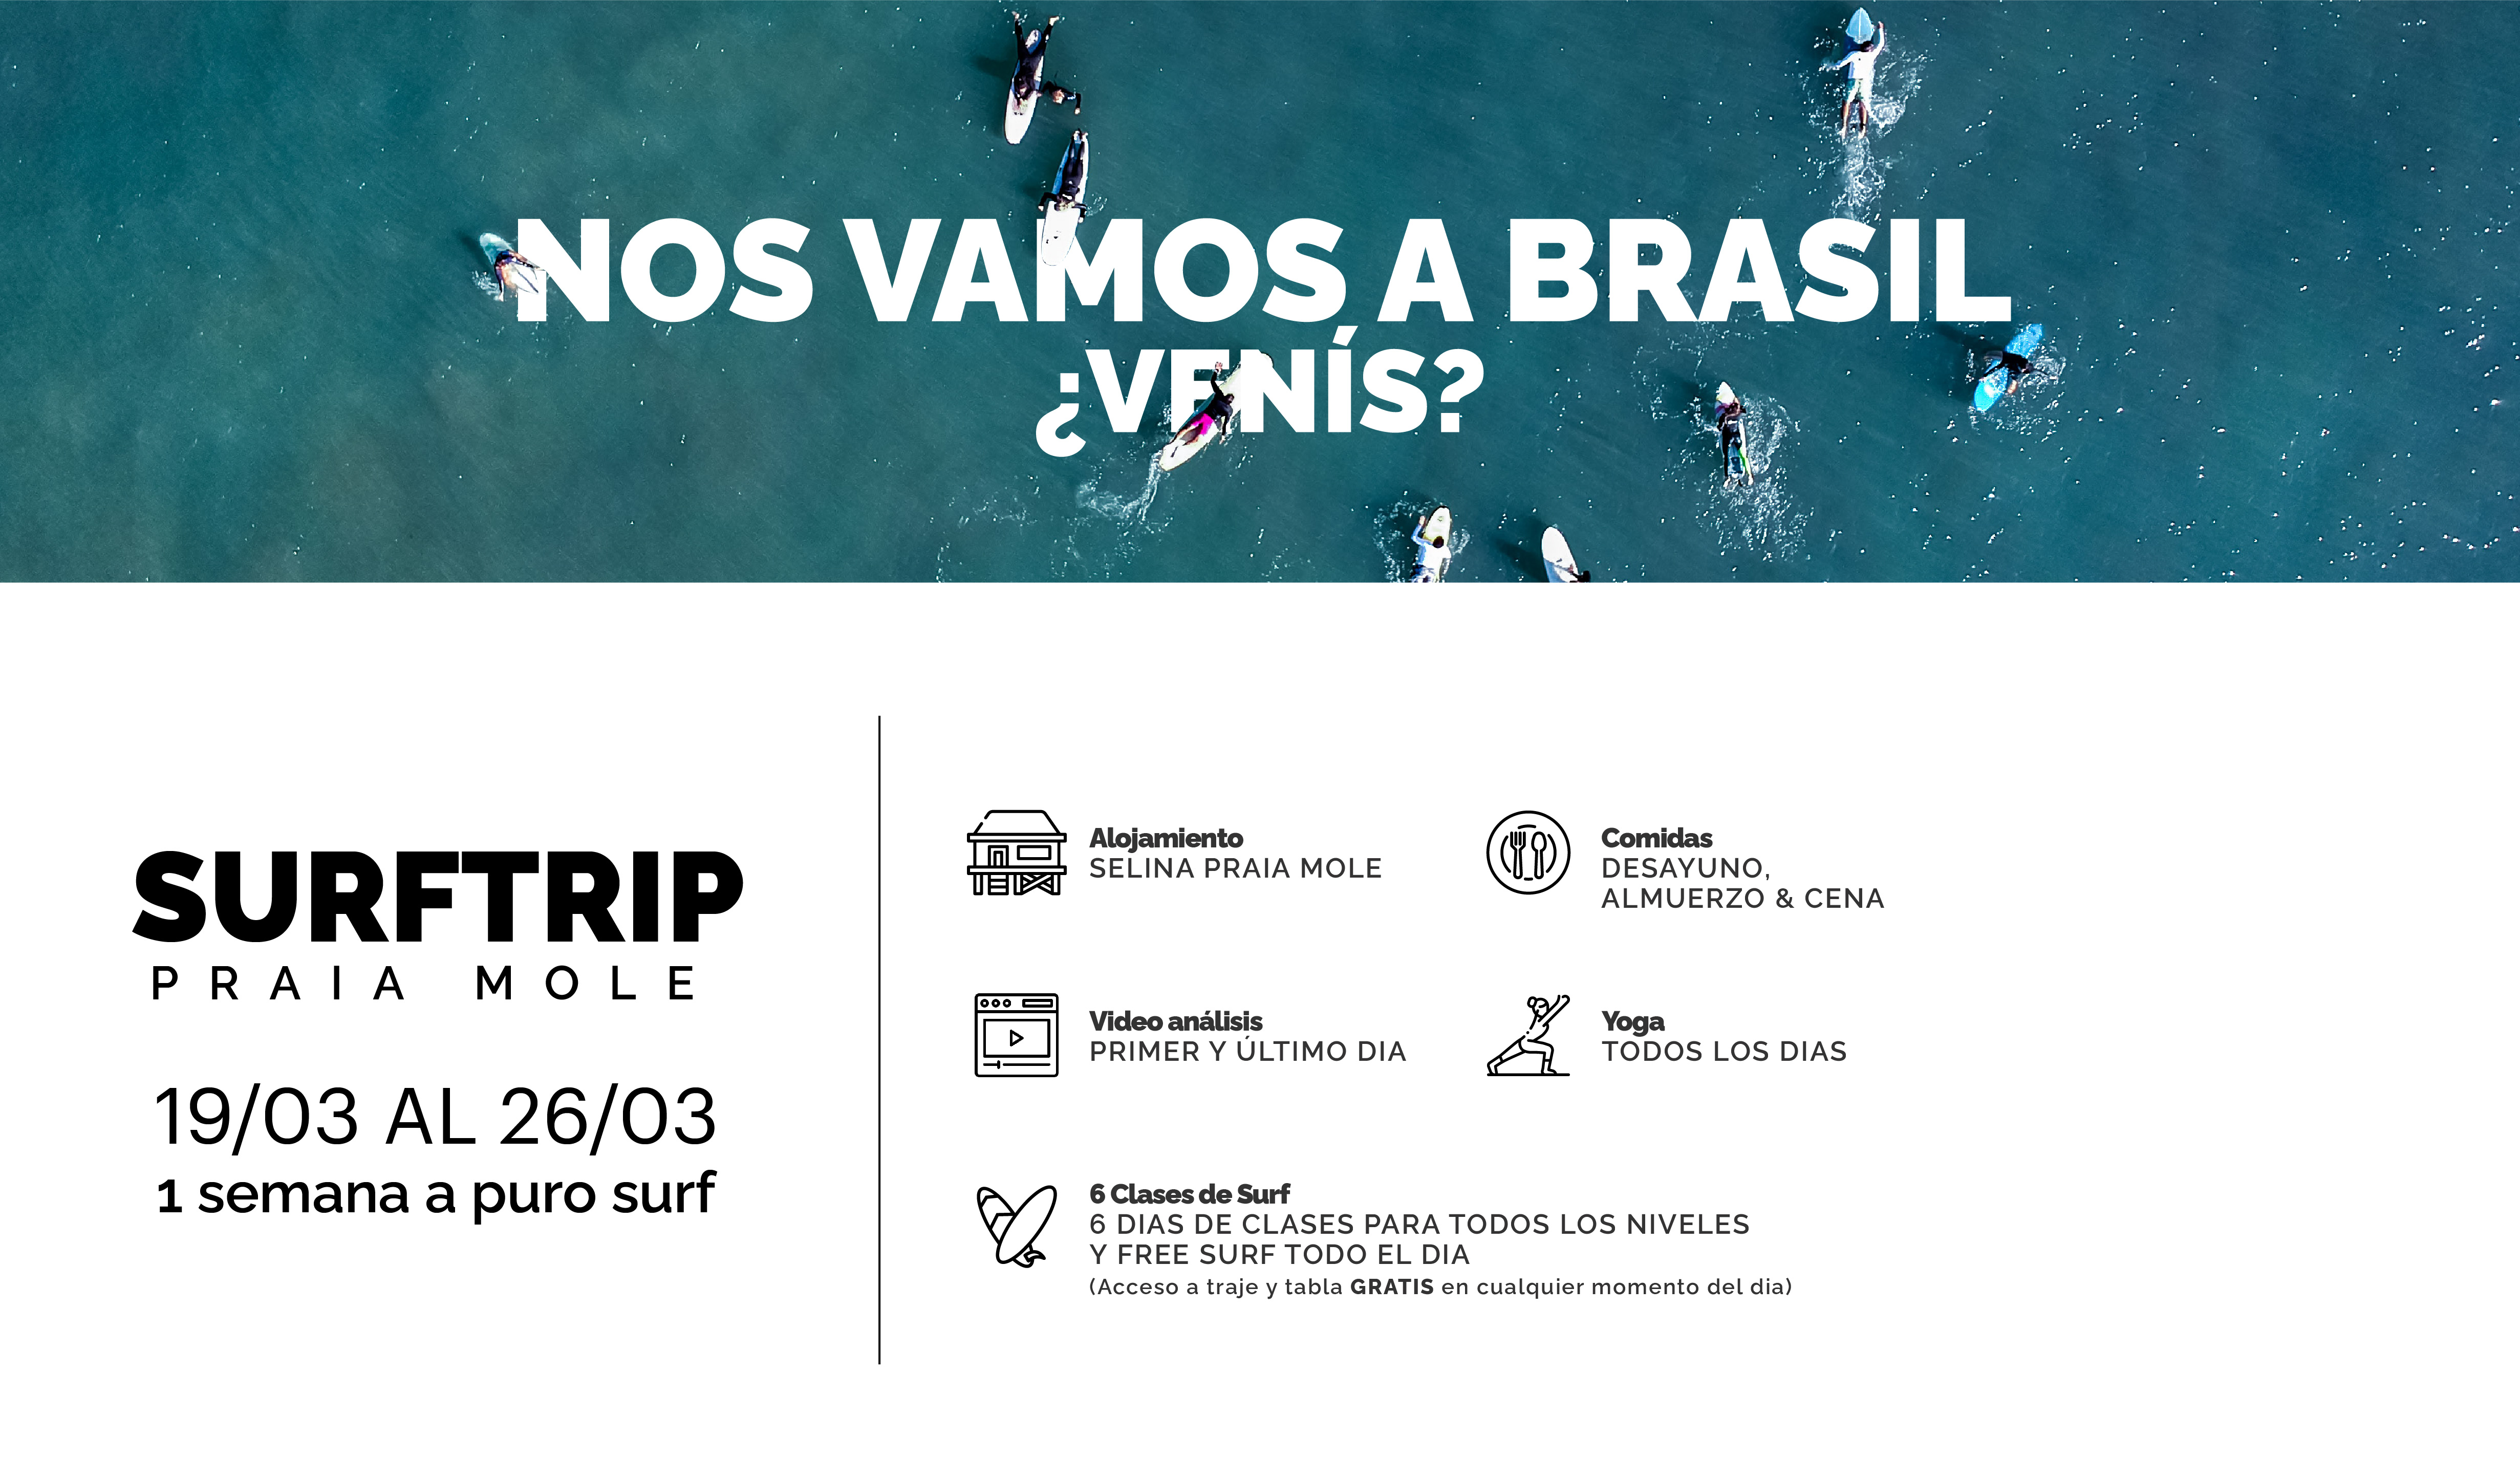 NOS VAMOS A BRASIL
¿VENÍS?
SURFTRIP
PRAIA MOLE
19/03 AL 26/03
1 semana a puro surf
Alojamiento
SELINA PRAIA MOLE
Comidas
DESAYUNO,
ALMUERZO & CENA
Video análisis
PRIMER Y ÚLTIMO DIA
Yoga
TODOS LOS DIAS
6 Clases de Surf
6 DIAS DE CLASES PARA TODOS LOS NIVELES
Y FREE SURF TODO EL DIA
(Acceso a traje y tabla GRATIS en cualquier momento del dia)